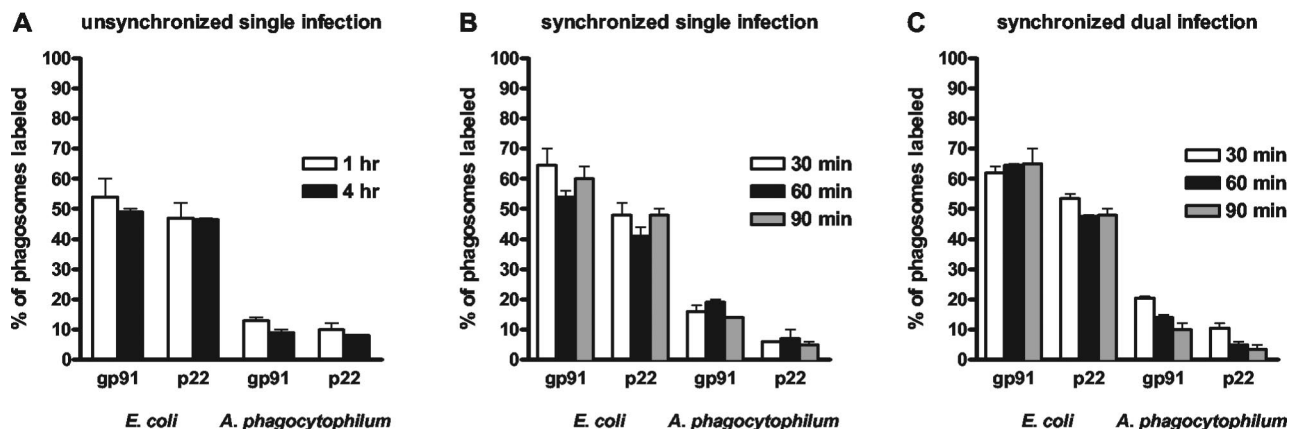 A unsynchronized single infection
% of phagosomes labeled
100
90
80
70
60
50
40
30
20
10
0
1 hr
4 hr
gp91 p22 gp91 p22
E. coli A. phagocytophilum
B synchronized single infection
% of phagosomes labeled
100
90
80
70
60
50
40
30
20
10
0
30 min
60 min
90 min
gp91 p22 gp91 p22
E. coli A. phagocytophilum
C synchronized dual infection
% of phagosomes labeled
100
90
80
70
60
50
40
30
20
10
0
30 min
60 min
90 min
gp91 p22 gp91 p22
E. coli A. phagocytophilum